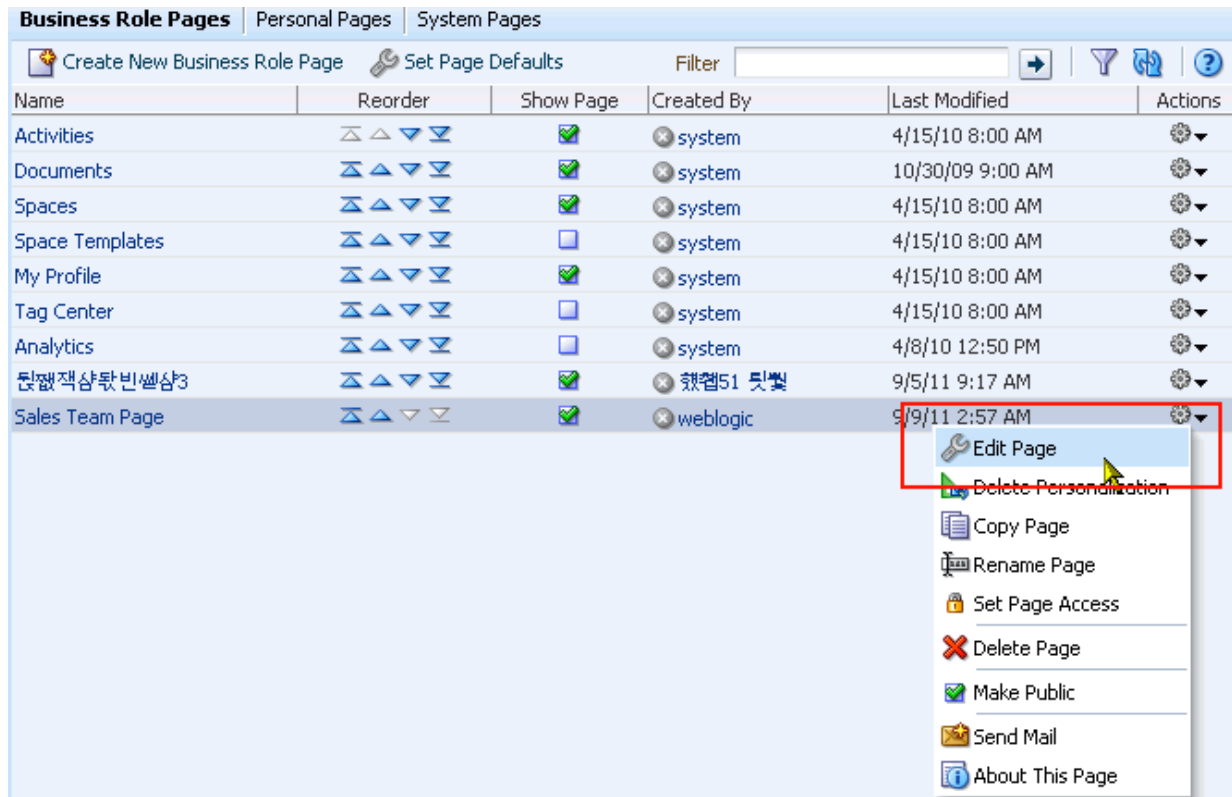 Business Role Pages Personal Pages System Pages
Create New Business Role Page Set Page Defaults Filter
Name Reorder Show Page Created By Last Modified Actions
Activities system 4/15/10 8:00 AM
Documents system 10/30/09 9:00 AM
Spaces system 4/15/10 8:00 AM
Space Templates system 4/15/10 8:00 AM
My Profile system 4/15/10 8:00 AM
Tag Center system 4/15/10 8:00 AM
Analytics system 4/8/10 12:50 PM
9/5/11 9:17 AM
Sales Team Page weblogic 9/9/11 2:57 AM
Edit Page
Delete Personalization
Copy Page
Rename Page
Set Page Access
Delete Page
Make Public
Send Mail
About This Page